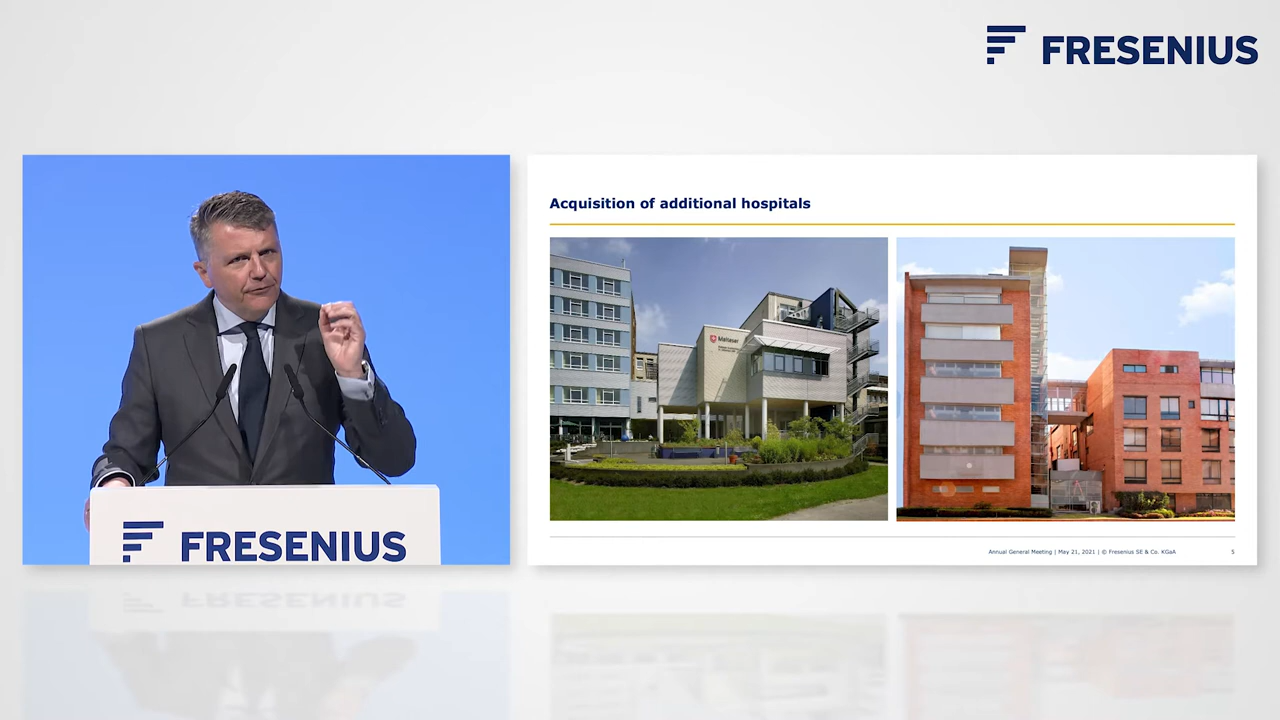 FRESENIUS
Acquisition of additional hospitals
Malteser
FRESENIUS
Annual General Meeting | May 21, 2021 | © Fresenius SE & Co. KGaA
5